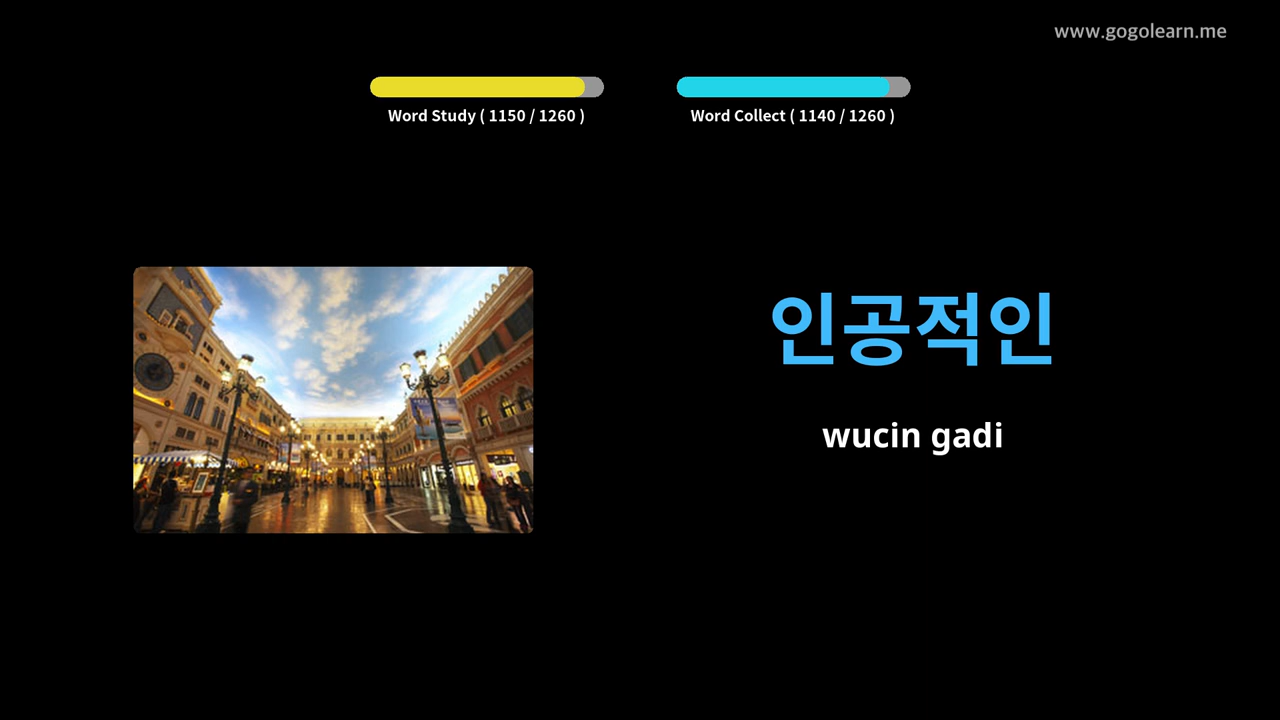 www.gogolearn.me
Word Study ( 1150 / 1260 )
Word Collect ( 1140 / 1260 )
인공적인
wucin gadi